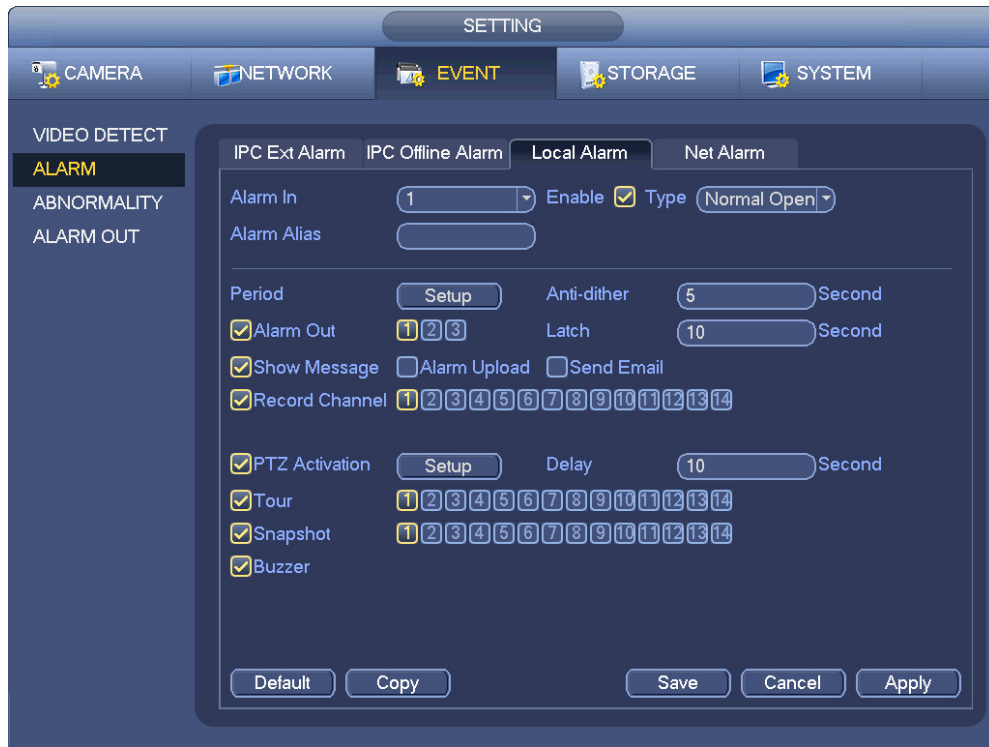 SETTING
CAMERA NETWORK EVENT STORAGE SYSTEM
VIDEO DETECT
ALARM
ABNORMALITY
ALARM OUT
IPC Ext Alarm IPC Offline Alarm Local Alarm Net Alarm
Alarm In 1 Enable Type Normal Open
Alarm Alias
Period Setup Anti-dither 5 Second
Alarm Out 1 2 3 Latch 10 Second
Show Message Alarm Upload Send Email
Record Channel 1 2 3 4 5 6 7 8 9 10 11 12 13 14
PTZ Activation Setup Delay 10 Second
Tour 1 2 3 4 5 6 7 8 9 10 11 12 13 14
Snapshot 1 2 3 4 5 6 7 8 9 10 11 12 13 14
Buzzer
Default Copy Save Cancel Apply